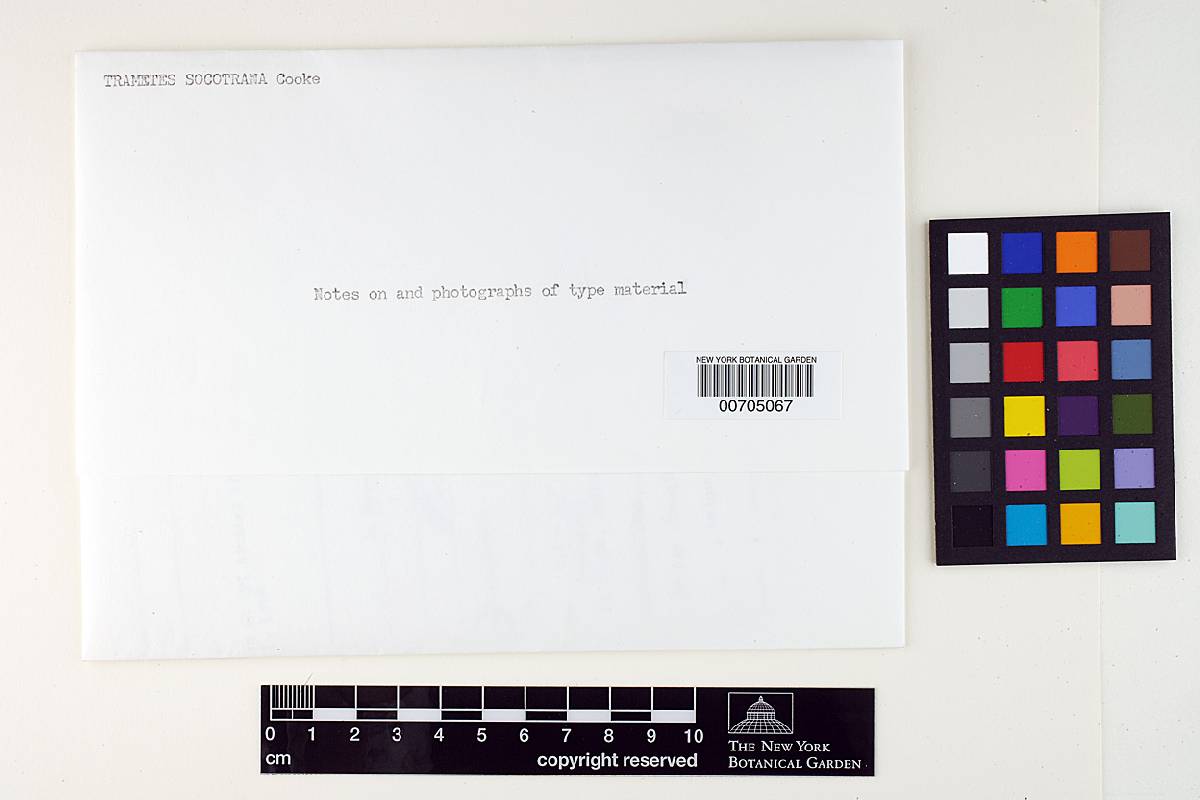 TRAMETES SOCOTRANA Cooke
Notes on and photographs of type material
NEW YORK BOTANICAL GARDEN
00705067
0 1 2 3 4 5 6 7 8 9 10
cm
copyright reserved
THE NEW YORK
BOTANICAL GARDEN